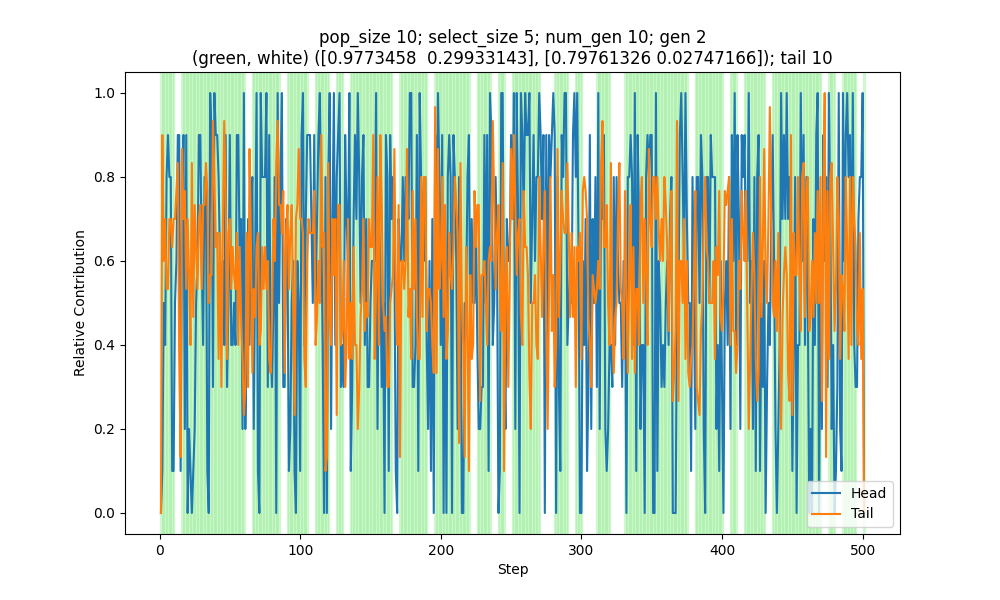 pop_size 10; select_size 5; num_gen 10; gen 2
(green, white) ([0.9773458  0.29933143], [0.79761326 0.02747166]); tail 10
Relative Contribution
1.0
0.8
0.6
0.4
0.2
0.0
0
100
200
300
400
500
Step
Head
Tail